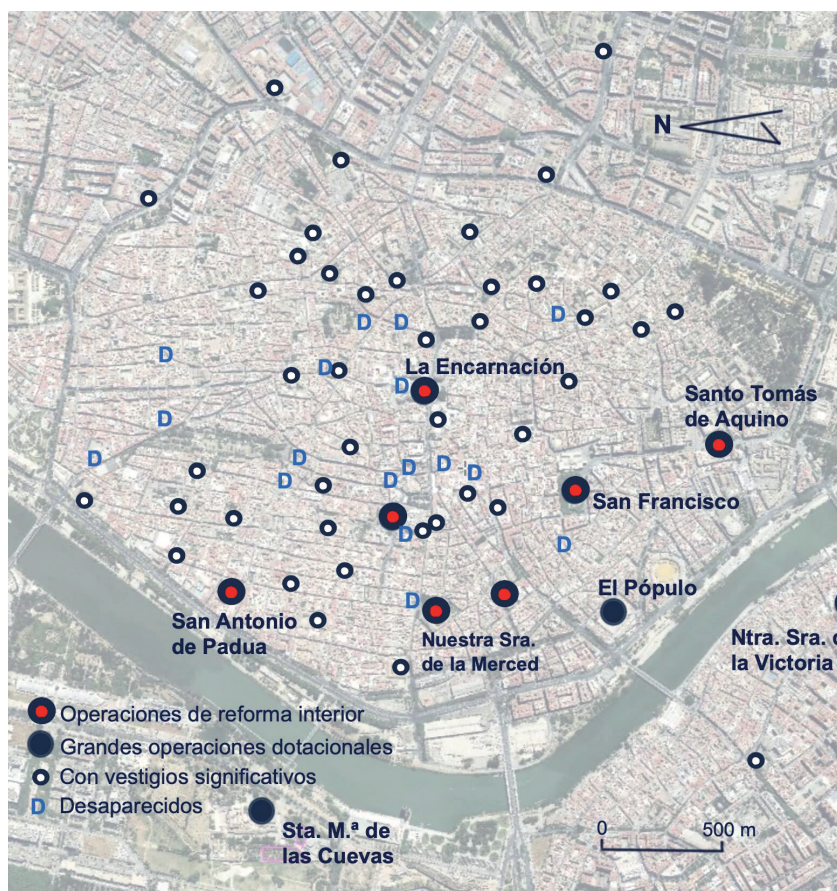 N
D
D
D
D
D
La Encarnación
D
D
Santo Tomás
de Aquino
D
D
D
D
D
D
D
D
San Francisco
D
D
El Pópulo
D
San Antonio
de Padua
Nuestra Sra.
de la Merced
Ntra. Sra. d
la Victoria
Operaciones de reforma interior
Grandes operaciones dotacionales
Con vestigios significativos
D Desaparecidos
Sta. M.ª de
las Cuevas
0 500 m